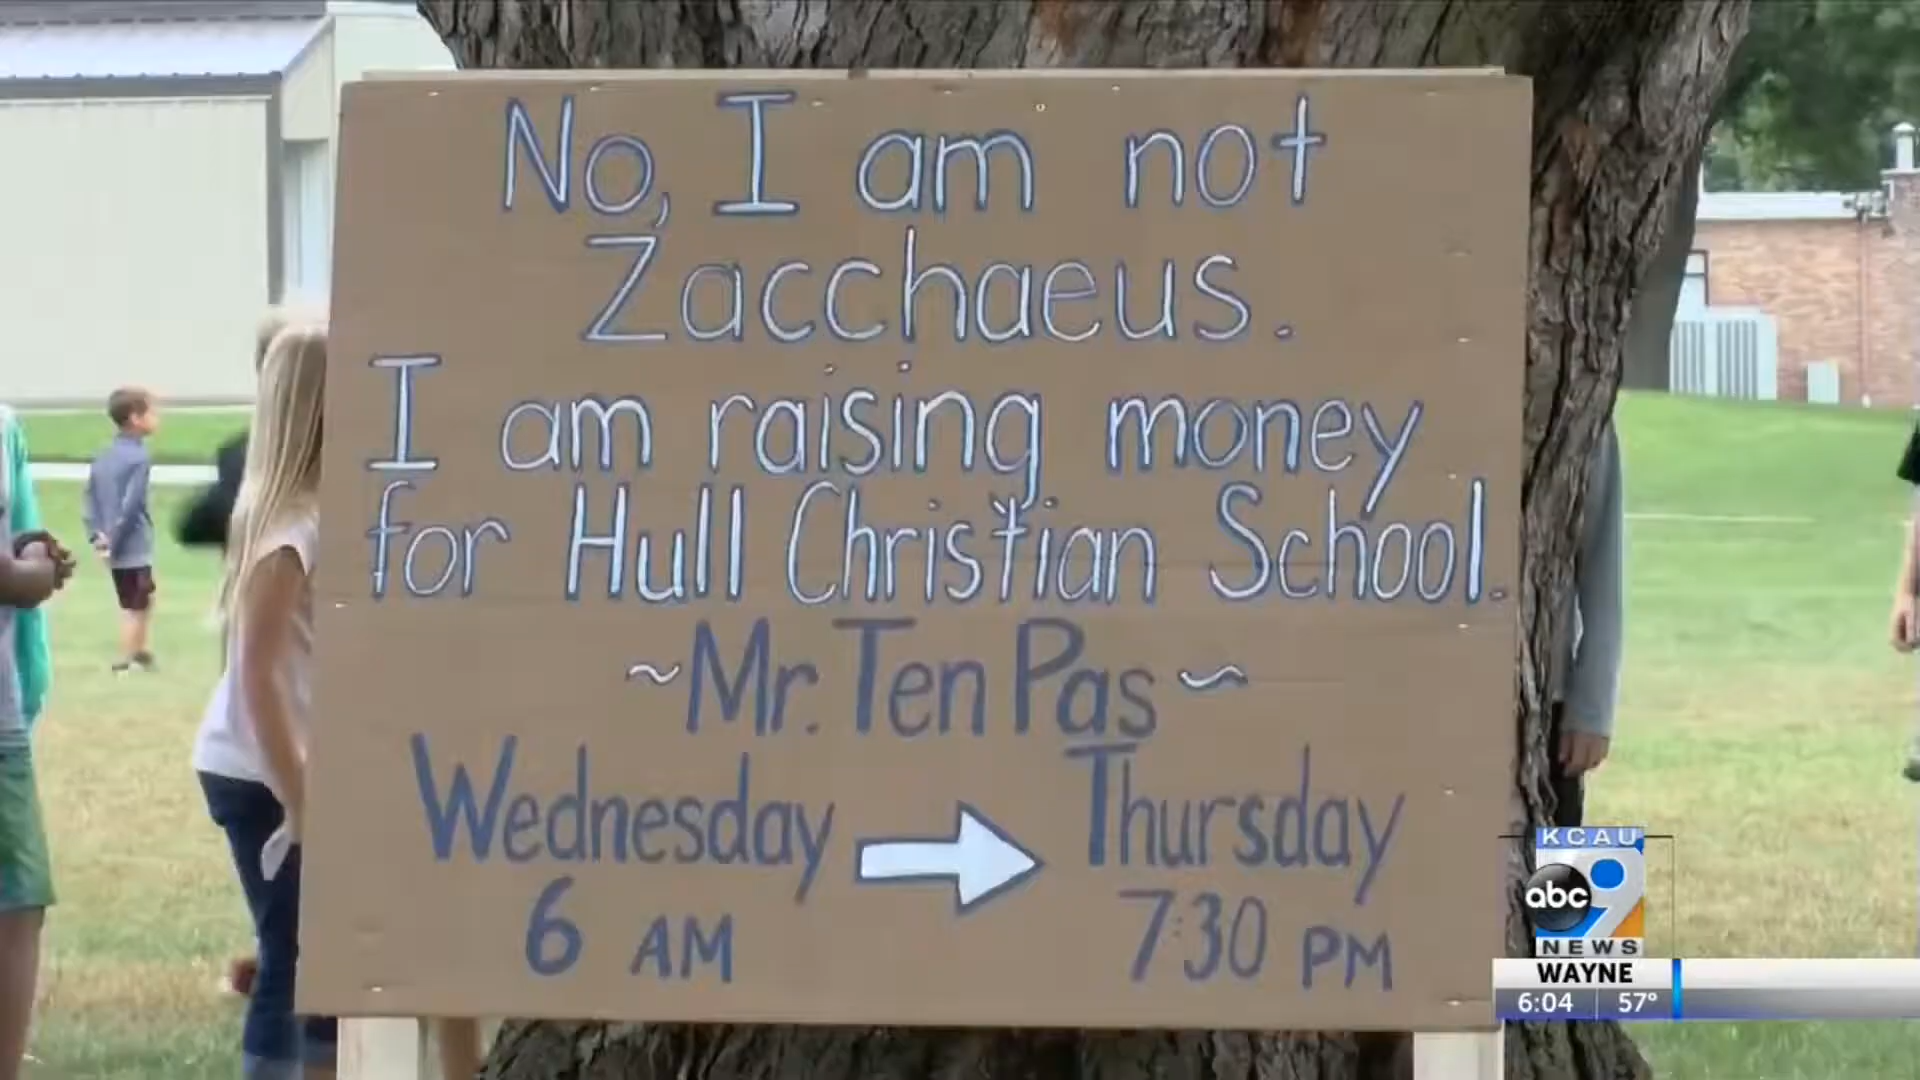 No, I am not
Zacchaeus.
I am raising money
for Hull Christian School.
~Mr. Ten Pas~
Wednesday → Thursday
6 AM 7:30 PM
KCAU
abc 9
NEWS
WAYNE
6:04 57°